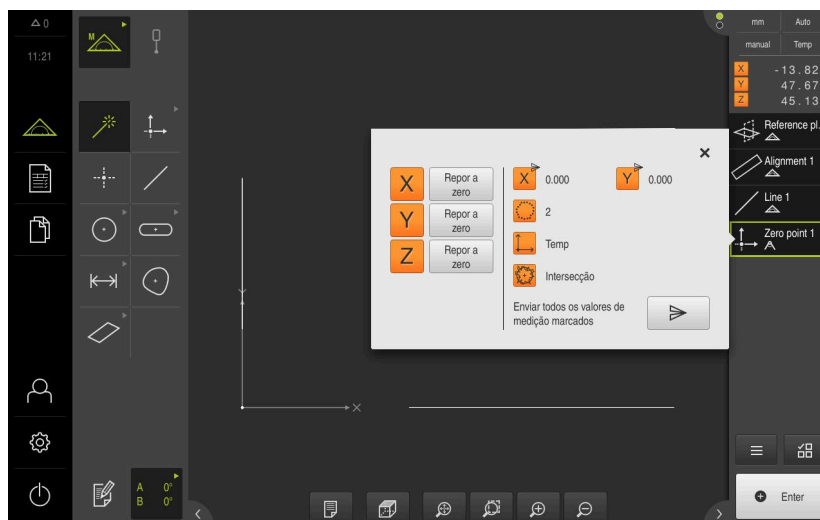 0
11:21
M
A 0°
B 0°
Y
X
X Repor a
zero
Y Repor a
zero
Z Repor a
zero
X 0.000 Y 0.000
2
Temp
Intersecção
Enviar todos os valores de
medição marcados
mm Auto
manual Temp
X -13.82
Y 47.67
Z 45.13
Reference pl.
Alignment 1
Line 1
Zero point 1
Enter